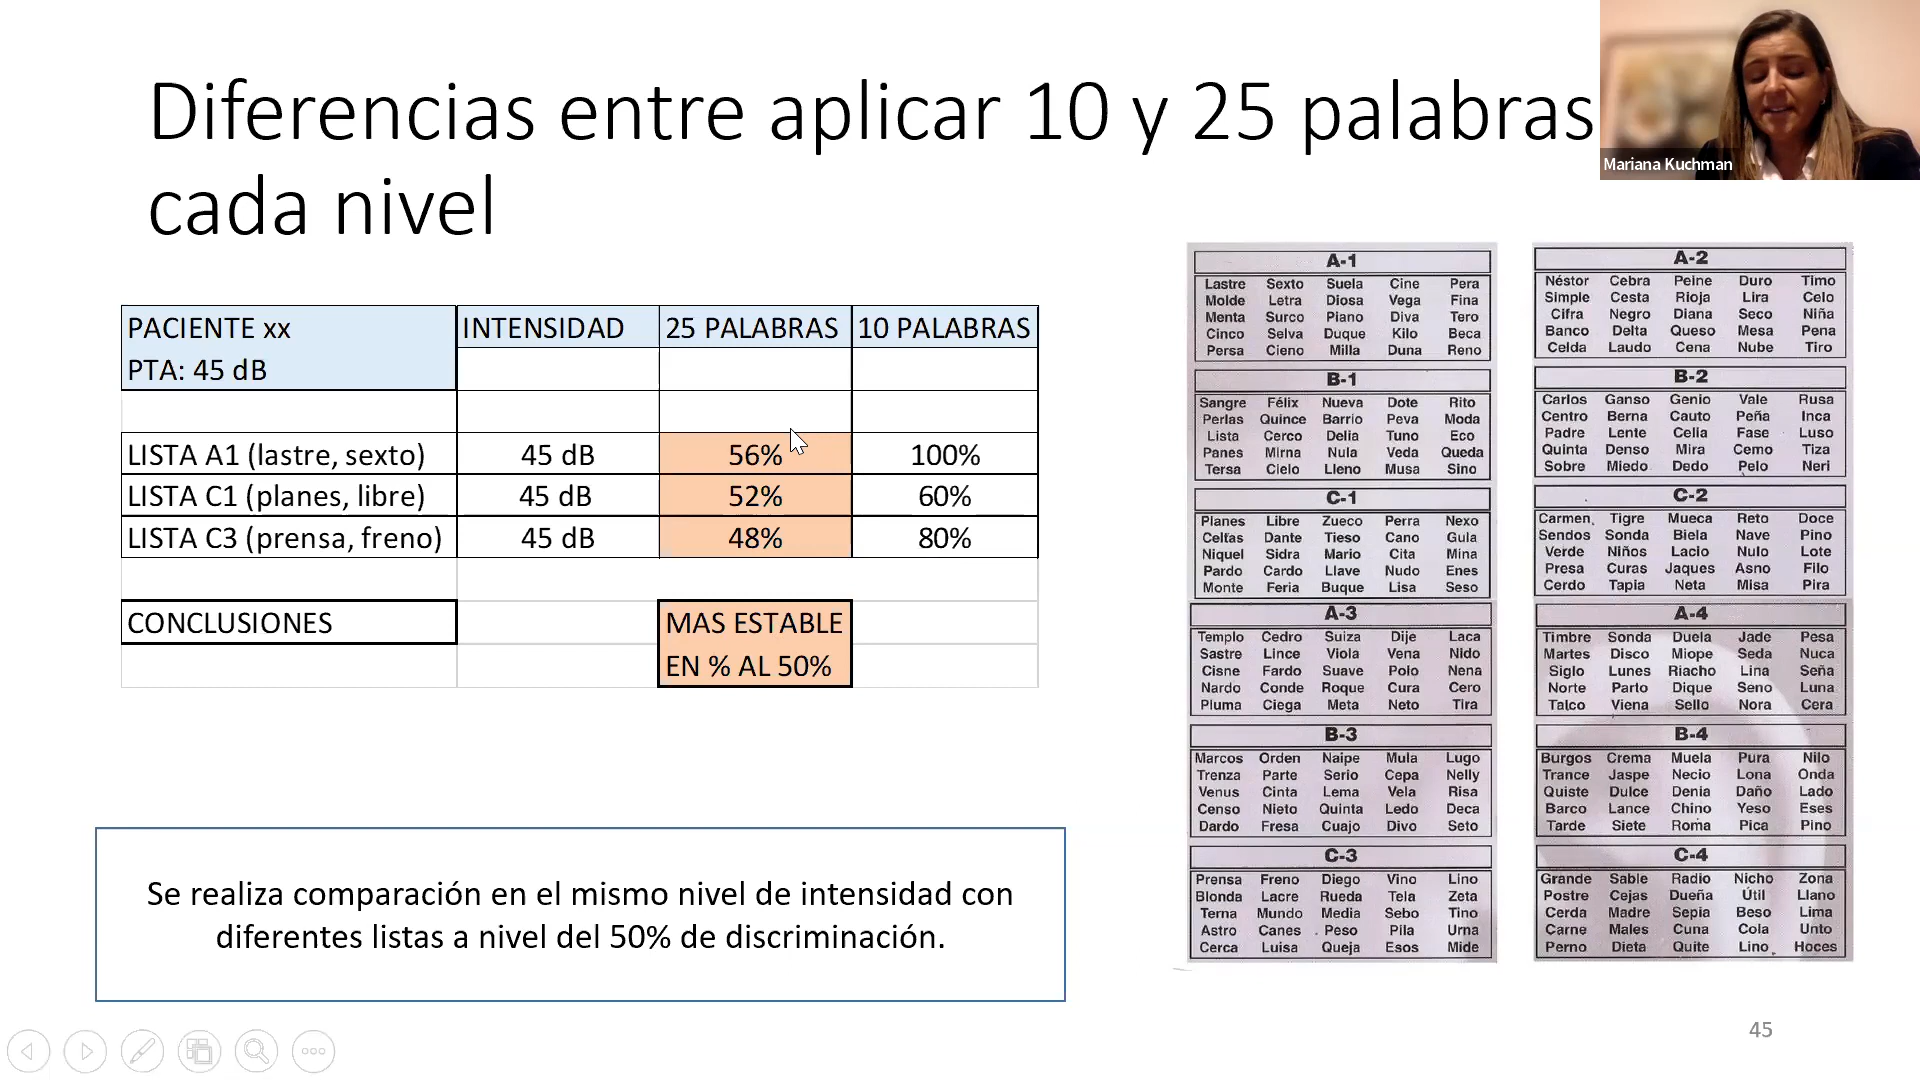 Diferencias entre aplicar 10 y 25 palabras
cada nivel
Mariana Kuchman
PACIENTE xx INTENSIDAD 25 PALABRAS 10 PALABRAS
PTA: 45 dB
LISTA A1 (lastre, sexto) 45 dB 56% 100%
LISTA C1 (planes, libre) 45 dB 52% 60%
LISTA C3 (prensa, freno) 45 dB 48% 80%
CONCLUSIONES MAS ESTABLE
EN % AL 50%
Se realiza comparación en el mismo nivel de intensidad con
diferentes listas a nivel del 50% de discriminación.
A-1
Lastre Sexto Suela Cine Pera
Molde Letra Diosa Vega Fina
Menta Surco Piano Diva Tero
Cinco Selva Duque Kilo Beca
Persa Cieno Milla Duna Reno
B-1
Sangre Félix Nueva Dote Rito
Perlas Quince Barrio Peva Moda
Lista Cerco Delia Tuno Eco
Panes Mirna Nula Veda Queda
Tersa Cielo Lleno Musa Sino
C-1
Planes Libre Zueco Perra Nexo
Celtas Dante Tieso Cano Guia
Niquel Sidra Mario Cita Mina
Pardo Cardo Llave Nudo Enes
Monte Feria Buque Lisa Seso
A-3
Templo Cedro Suiza Dije Laca
Sastre Lince Viola Vena Nido
Cisne Fardo Suave Polo Nena
Nardo Conde Roque Cura Cero
Pluma Ciega Meta Neto Tira
B-3
Marcos Orden Naipe Mula Lugo
Trenza Parte Serio Cepa Nelly
Venus Cinta Lema Vela Risa
Censo Nieto Quinta Ledo Deca
Dardo Fresa Cuajo Divo Seto
C-3
Prensa Freno Diego Vino Lino
Blonda Lacre Rueda Tela Zeta
Terna Mundo Media Sebo Tino
Astro Canes Peso Pila Urna
Cerca Luisa Queja Esos Mide
A-2
Néstor Cebra Peine Duro Timo
Simple Cesta Rioja Lira Celo
Cifra Negro Diana Seco Niña
Banco Delta Queso Mesa Pena
Celda Laudo Cena Nube Tiro
B-2
Carlos Ganso Genio Vale Rusa
Centro Berna Cauto Peña Inca
Padre Lente Celia Fase Luso
Quinta Denso Mira Cemo Tiza
Sobre Miedo Dedo Pelo Neri
C-2
Carmen, Tigre Mueca Reto Doce
Sendos Sonda Biela Nave Pino
Verde Niños Lacio Nulo Lote
Presa Curas Jaques Asno Filo
Cerdo Tapia Neta Misa Pira
A-4
Timbre Sonda Duela Jade Pesa
Martes Disco Miope Seda Nuca
Siglo Lunes Riacho Lina Seña
Norte Parto Dique Seno Luna
Talco Viena Sello Nora Cera
B-4
Burgos Crema Muela Pura Nilo
Trance Jaspe Necio Lona Onda
Quiste Dulce Denia Daño Lado
Barco Lance Chino Yeso Eses
Tarde Siete Roma Pica Pino
C-4
Grande Sable Radio Nicho Zona
Postre Cejas Dueña Útil Llano
Cerda Madre Sepia Beso Lima
Carne Males Cuna Cola Unto
Perno Dieta Quite Lino Hoces
45